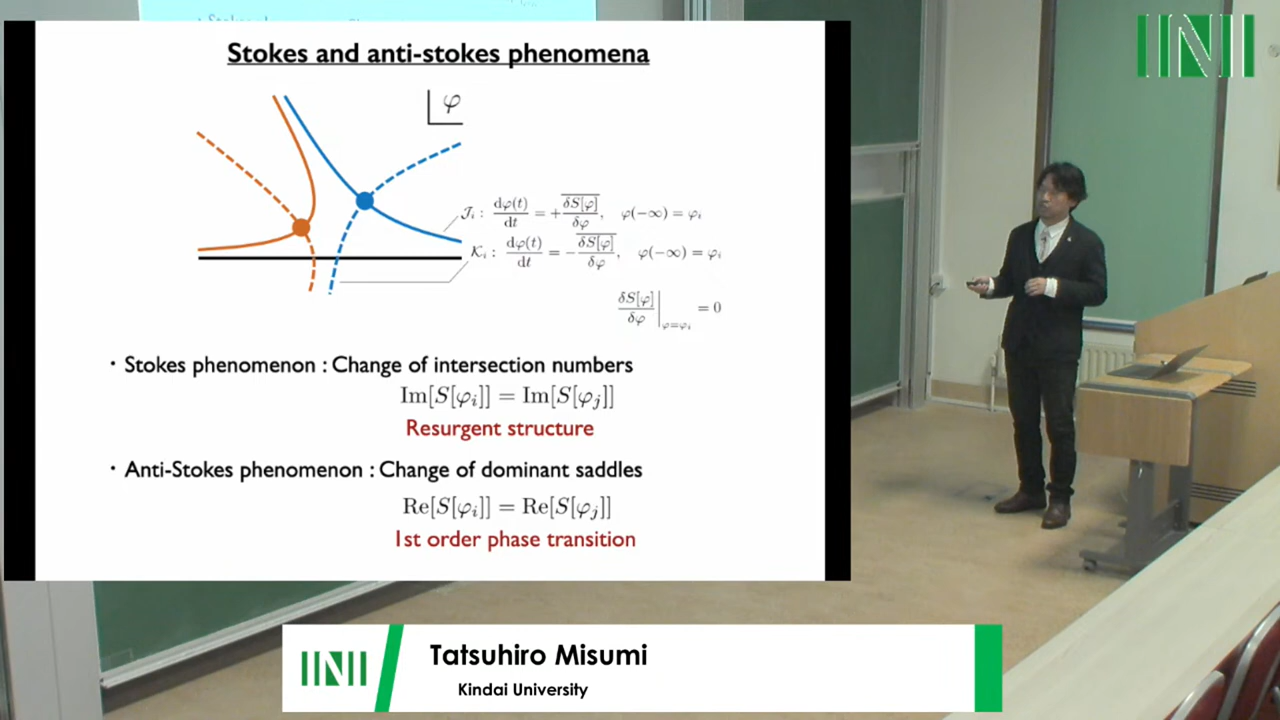 INI
Stokes and anti-stokes phenomena
φ
𝒥ᵢ : dφ(t)/dt = +\overline{δS[φ]/δφ}, φ(−∞) = φᵢ
𝒦ᵢ : dφ(t)/dt = −\overline{δS[φ]/δφ}, φ(−∞) = φᵢ
δS[φ]/δφ|_{φ=φᵢ} = 0
· Stokes phenomenon : Change of intersection numbers
Im[S[φᵢ]] = Im[S[φⱼ]]
Resurgent structure
· Anti-Stokes phenomenon : Change of dominant saddles
Re[S[φᵢ]] = Re[S[φⱼ]]
1st order phase transition
INI
Tatsuhiro Misumi
Kindai University